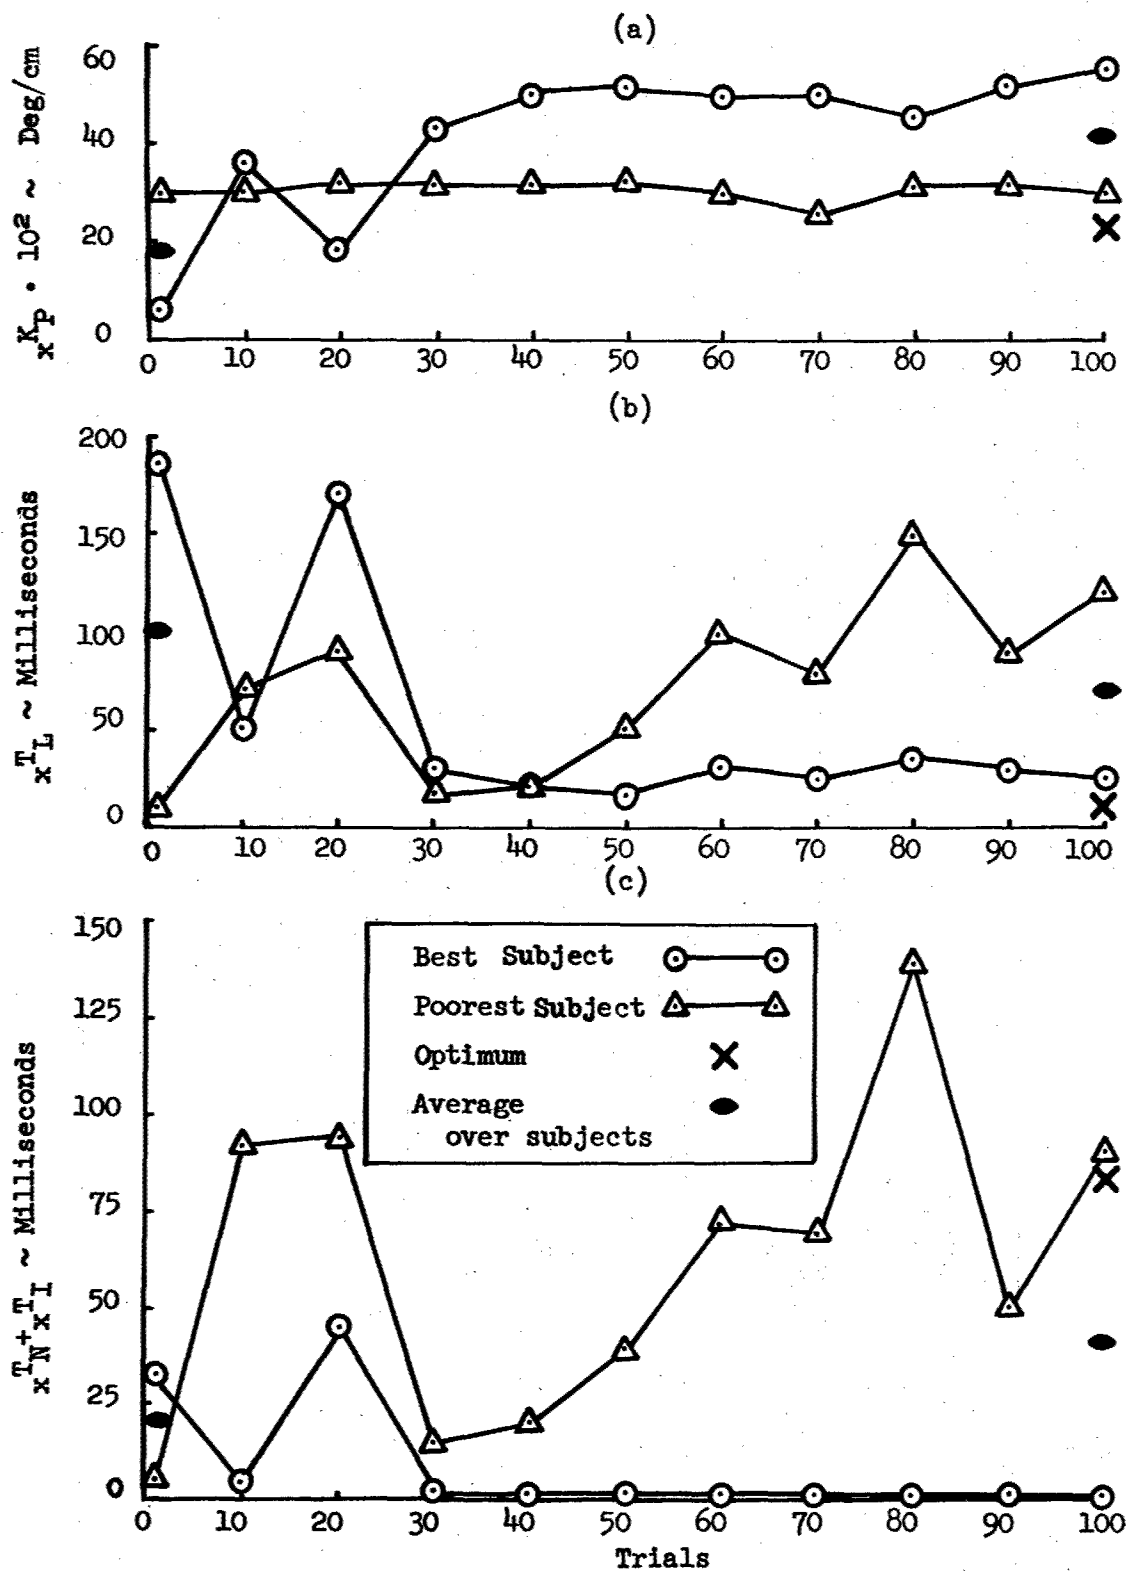 (a)
xKP · 10² ~ Deg/cm
60
40
20
0
0 10 20 30 40 50 60 70 80 90 100
(b)
xTL ~ Milliseconds
200
150
100
50
0
0 10 20 30 40 50 60 70 80 90 100
(c)
xTN+xTI ~ Milliseconds
150
125
100
75
50
25
0
Best Subject
Poorest Subject
Optimum
Average
over subjects
0 10 20 30 40 50 60 70 80 90 100
Trials